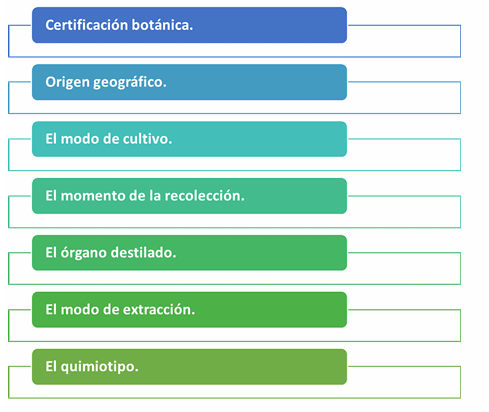 Certificación botánica.
Origen geográfico.
El modo de cultivo.
El momento de la recolección.
El órgano destilado.
El modo de extracción.
El quimiotipo.